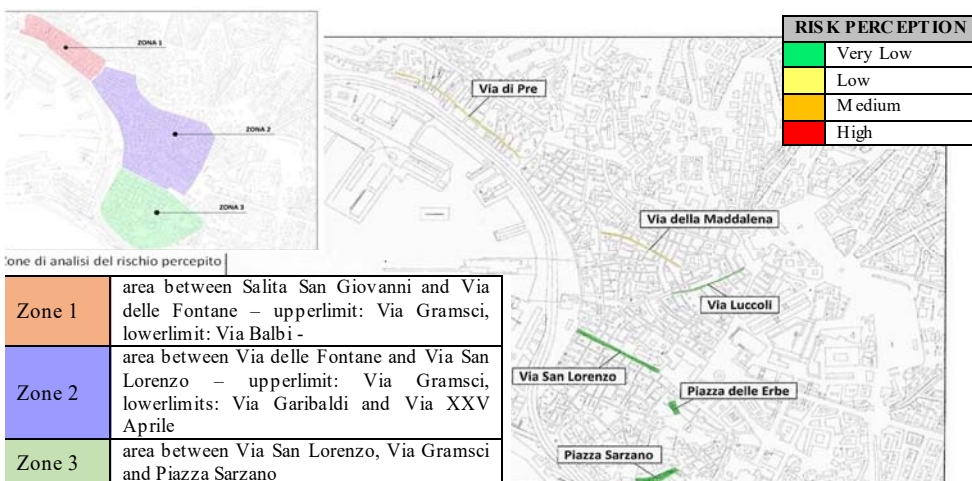 ZONA 1
ZONA 2
ZONA 3
Zone di analisi del rischio percepito
RISK PERCEPTION
Very Low
Low
Medium
High
Via di Pre
Via della Maddalena
Via Luccoli
Via San Lorenzo
Piazza delle Erbe
Piazza Sarzano
Zone 1
area between Salita San Giovanni and Via
delle Fontane – upperlimit: Via Gramsci,
lowerlimit: Via Balbi -
Zone 2
area between Via delle Fontane and Via San
Lorenzo – upperlimit: Via Gramsci,
lowerlimits: Via Garibaldi and Via XXV
Aprile
Zone 3
area between Via San Lorenzo, Via Gramsci
and Piazza Sarzano